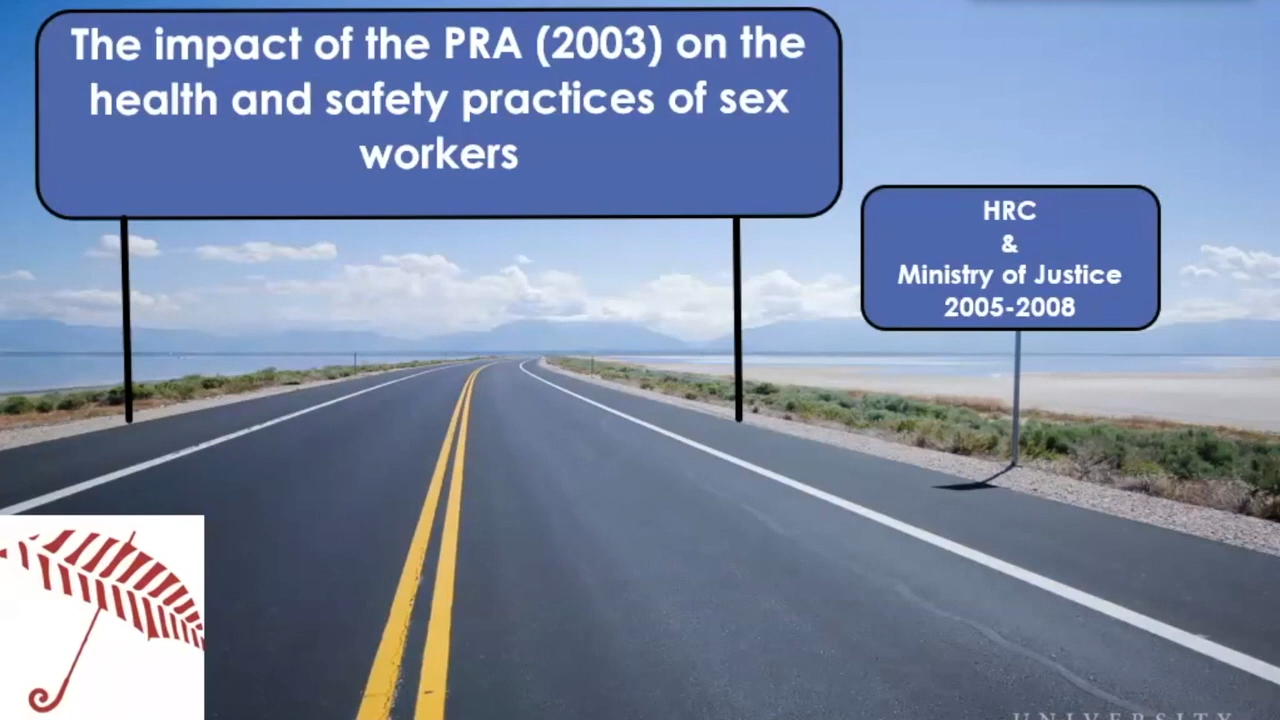 The impact of the PRA (2003) on the
health and safety practices of sex
workers
HRC
&
Ministry of Justice
2005-2008
UNIVERSITY